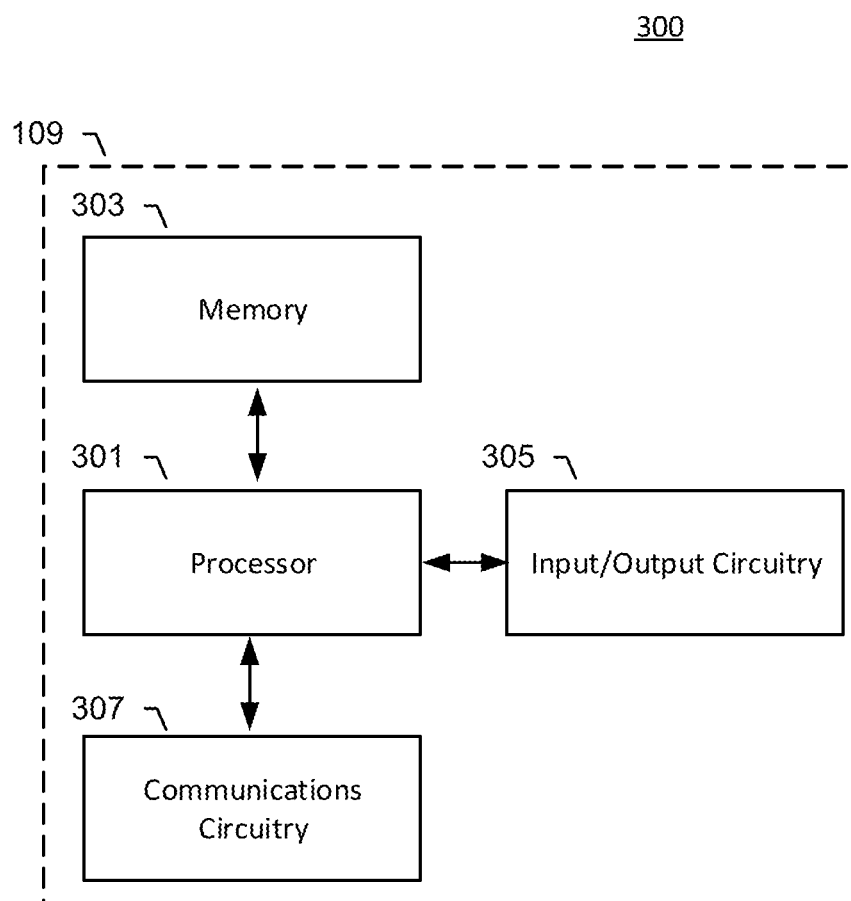 300
109
303
Memory
301
Processor
305
Input/Output Circuitry
307
Communications
Circuitry